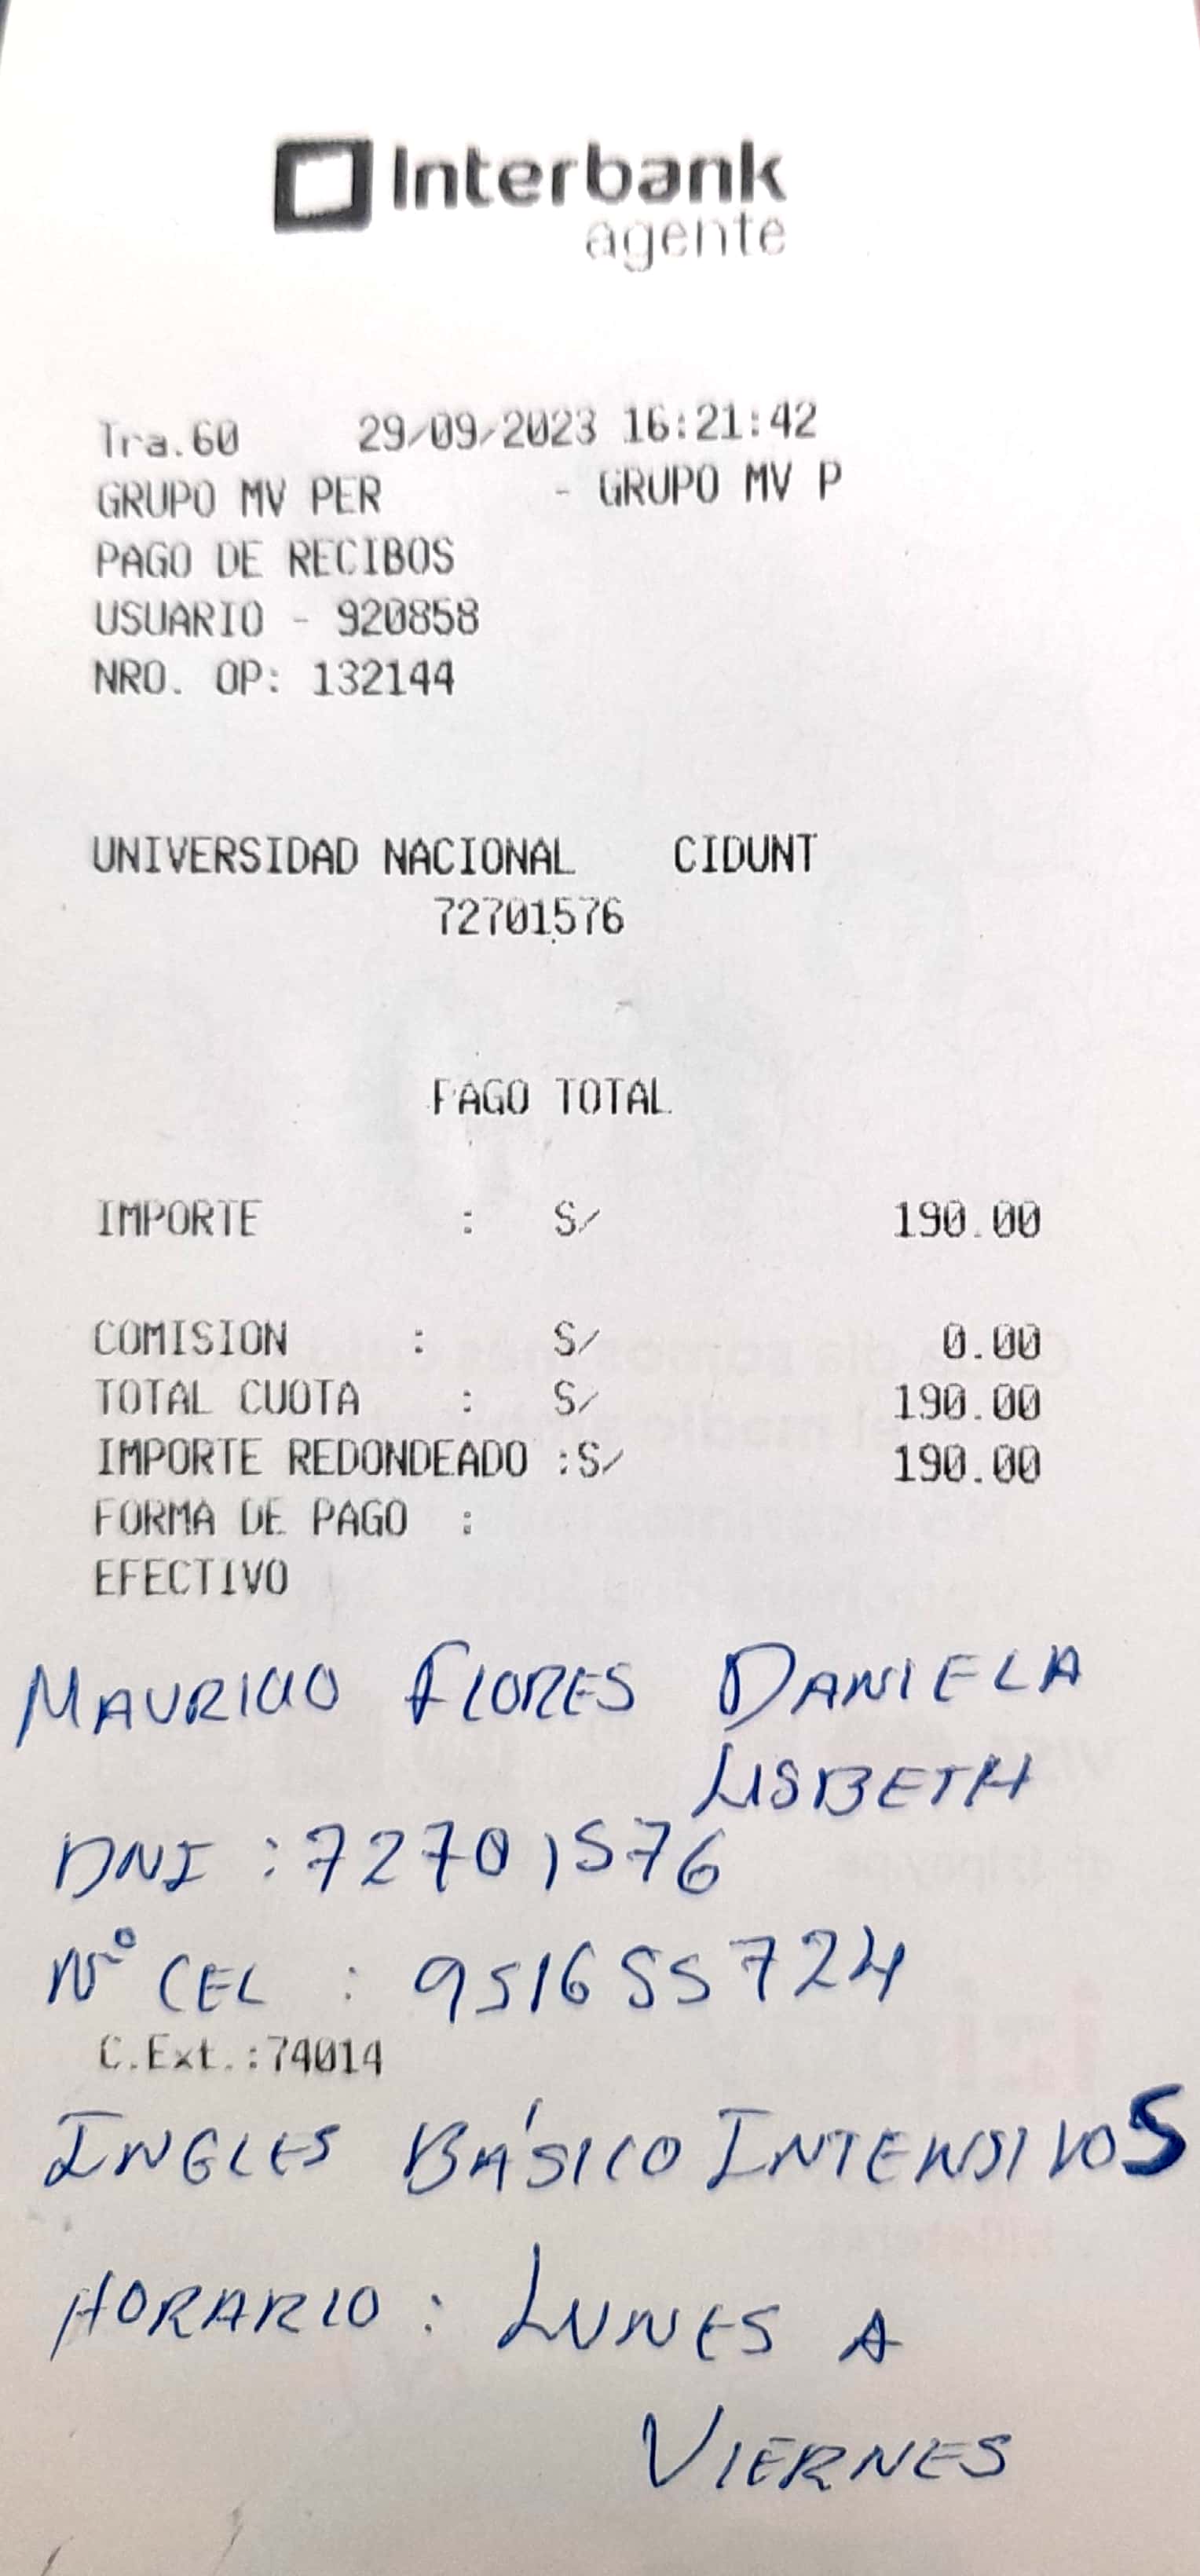 Interbank
agente
Tra.60 29/09/2023 16:21:42
GRUPO MV PER - GRUPO MV P
PAGO DE RECIBOS
USUARIO - 920858
NRO. OP: 132144
UNIVERSIDAD NACIONAL CIDUNT
72701576
PAGO TOTAL
IMPORTE : S/ 190.00
COMISION : S/ 0.00
TOTAL CUOTA : S/ 190.00
IMPORTE REDONDEADO :S/ 190.00
FORMA DE PAGO :
EFECTIVO
MAURICIO FLORES DANIELA
LISBETH
DNI : 72701576
N° CEL : 951655724
C.Ext.:74014
INGLES BÁSICO INTENSIVOS
HORARIO : LUNES A
VIERNES